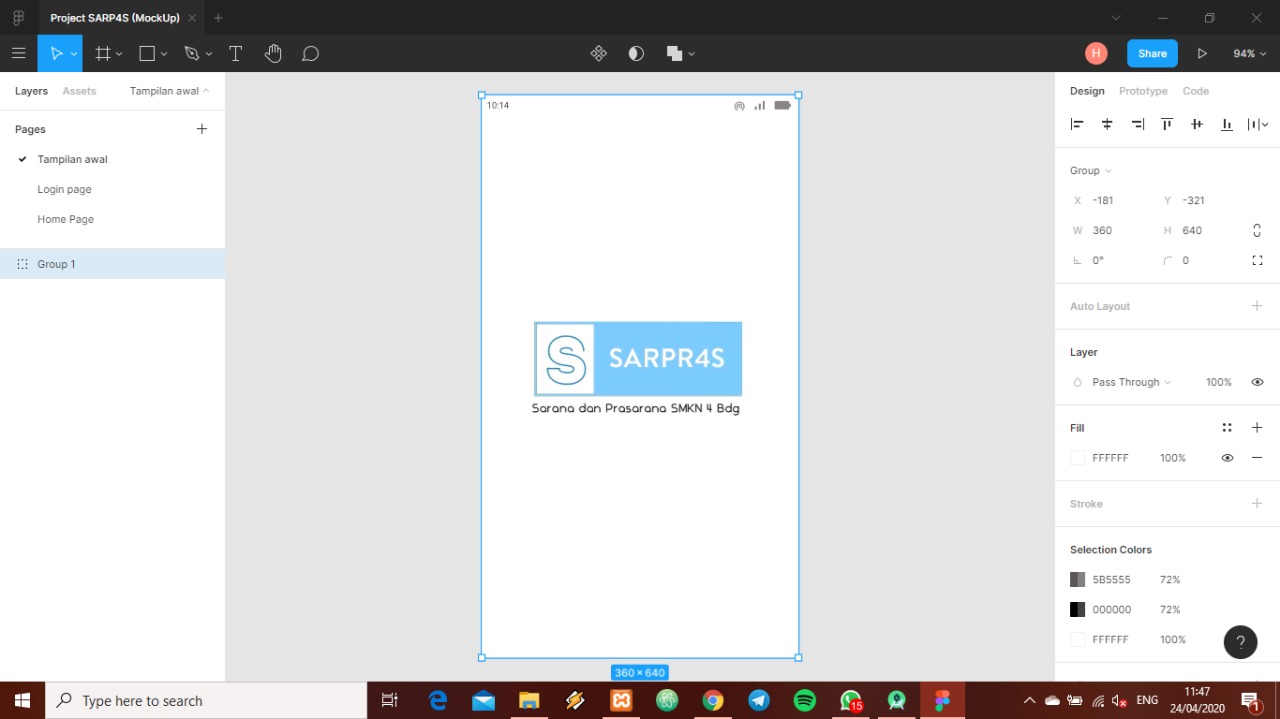 Project SARP4S (MockUp)
H
Share
94%
Layers
Assets
Tampilan awal
Pages
Tampilan awal
Login page
Home Page
Group 1
10:14
S
SARPR4S
Sarana dan Prasarana SMKN 4 Bdg
360 × 640
Design
Prototype
Code
Group
X -181 Y -321
W 360 H 640
0° 0
Auto Layout
Layer
Pass Through 100%
Fill
FFFFFF 100%
Stroke
Selection Colors
5B5555 72%
000000 72%
FFFFFF 100%
?
Type here to search
15
ENG
11:47
24/04/2020
1